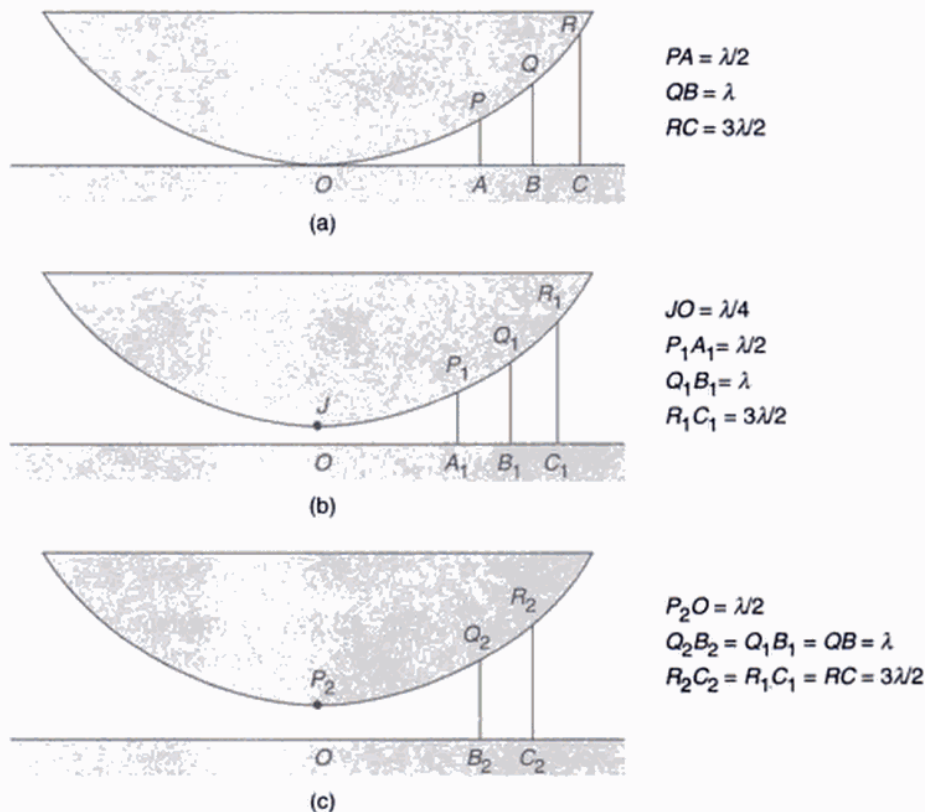 R
Q
P
O A B C
PA = λ/2
QB = λ
RC = 3λ/2
(a)
R₁
Q₁
P₁
J
O A₁ B₁ C₁
JO = λ/4
P₁A₁ = λ/2
Q₁B₁ = λ
R₁C₁ = 3λ/2
(b)
R₂
Q₂
P₂
O B₂ C₂
P₂O = λ/2
Q₂B₂ = Q₁B₁ = QB = λ
R₂C₂ = R₁C₁ = RC = 3λ/2
(c)